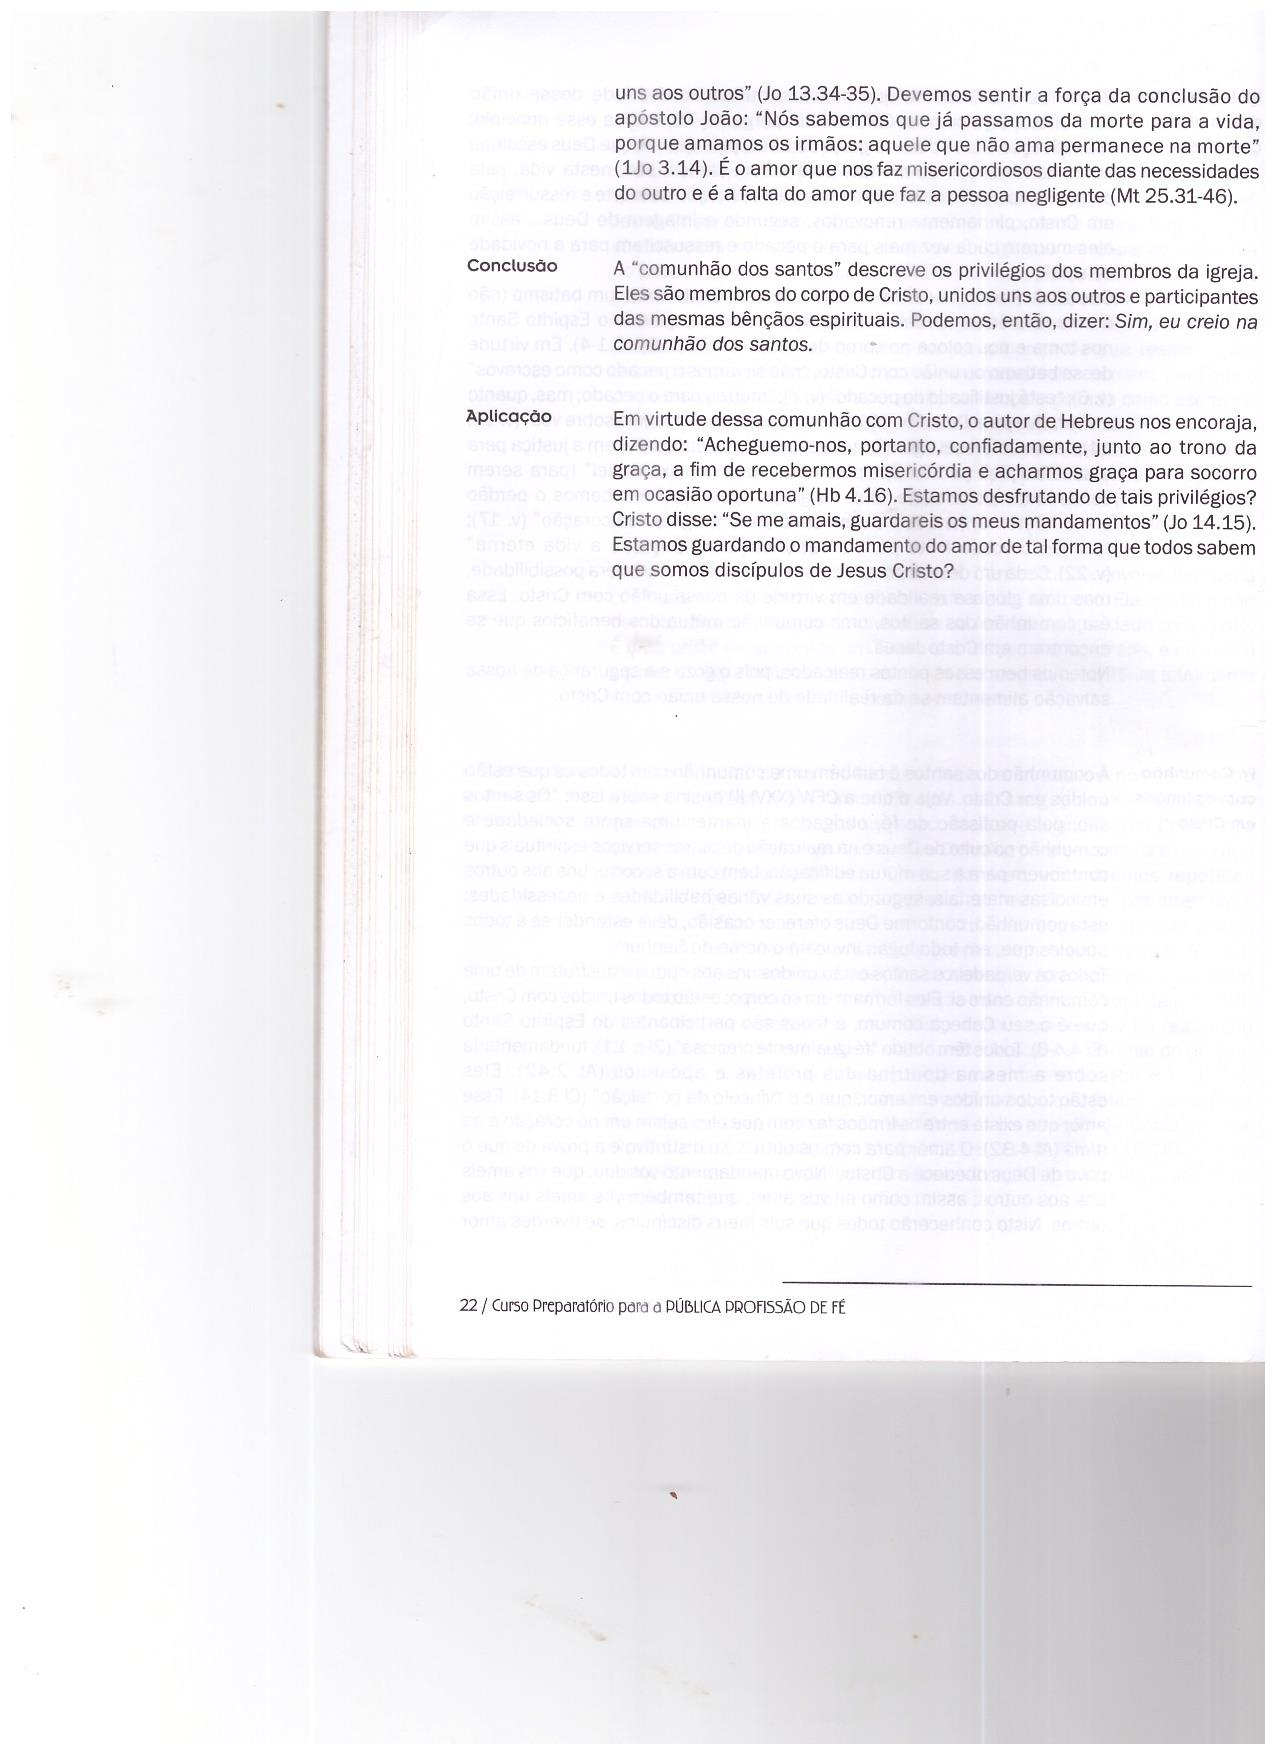 uns aos outros” (Jo 13.34-35). Devemos sentir a força da conclusão do
apóstolo João: “Nós sabemos que já passamos da morte para a vida,
porque amamos os irmãos: aquele que não ama permanece na morte”
(1Jo 3.14). É o amor que nos faz misericordiosos diante das necessidades
do outro e é a falta do amor que faz a pessoa negligente (Mt 25.31-46).
Conclusão
A “comunhão dos santos” descreve os privilégios dos membros da igreja.
Eles são membros do corpo de Cristo, unidos uns aos outros e participantes
das mesmas bênçãos espirituais. Podemos, então, dizer: Sim, eu creio na
comunhão dos santos.
Aplicação
Em virtude dessa comunhão com Cristo, o autor de Hebreus nos encoraja,
dizendo: “Acheguemo-nos, portanto, confiadamente, junto ao trono da
graça, a fim de recebermos misericórdia e acharmos graça para socorro
em ocasião oportuna” (Hb 4.16). Estamos desfrutando de tais privilégios?
Cristo disse: “Se me amais, guardareis os meus mandamentos” (Jo 14.15).
Estamos guardando o mandamento do amor de tal forma que todos sabem
que somos discípulos de Jesus Cristo?
22 / Curso Preparatório para a PÚBLICA PROFISSÃO DE FÉ